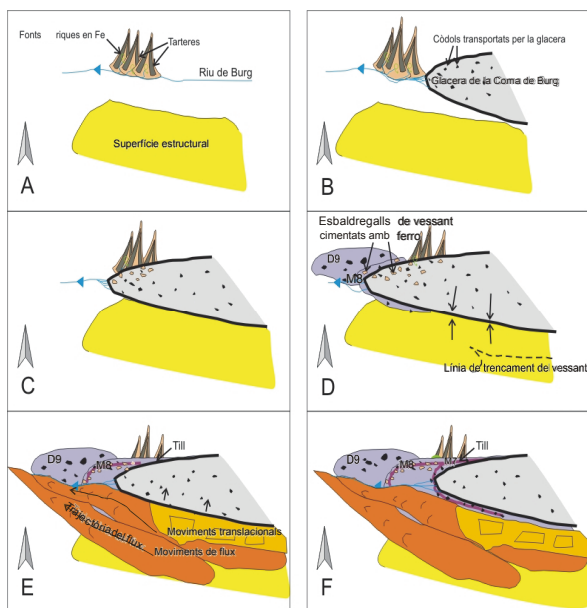 Fonts riques en Fe
Tarteres
Riu de Burg
Superfície estructural
A
Còdols transportats per la glacera
Glacera de la Coma de Burg
B
C
Esbaldregalls de vessant
cimentats amb ferro
D9
M8
Línia de trencament de vessant
D
D9
M8
Till
Trajectòria del flux
Moviments translacionals
Moviments de flux
E
D9
M8
M7
Till
F